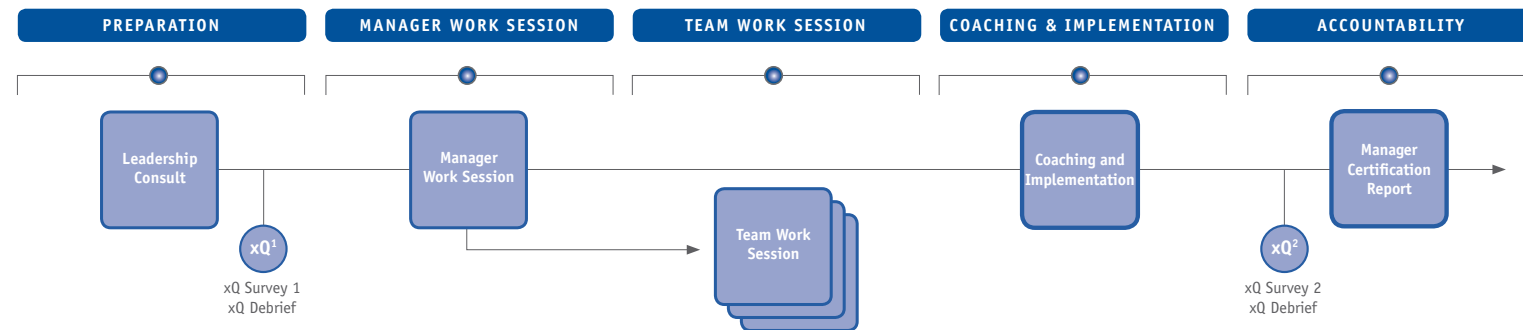 PREPARATION
MANAGER WORK SESSION
TEAM WORK SESSION
COACHING & IMPLEMENTATION
ACCOUNTABILITY
Leadership
Consult
xQ¹
xQ Survey 1
xQ Debrief
Manager
Work Session
Team Work
Session
Coaching and
Implementation
xQ²
xQ Survey 2
xQ Debrief
Manager
Certification
Report